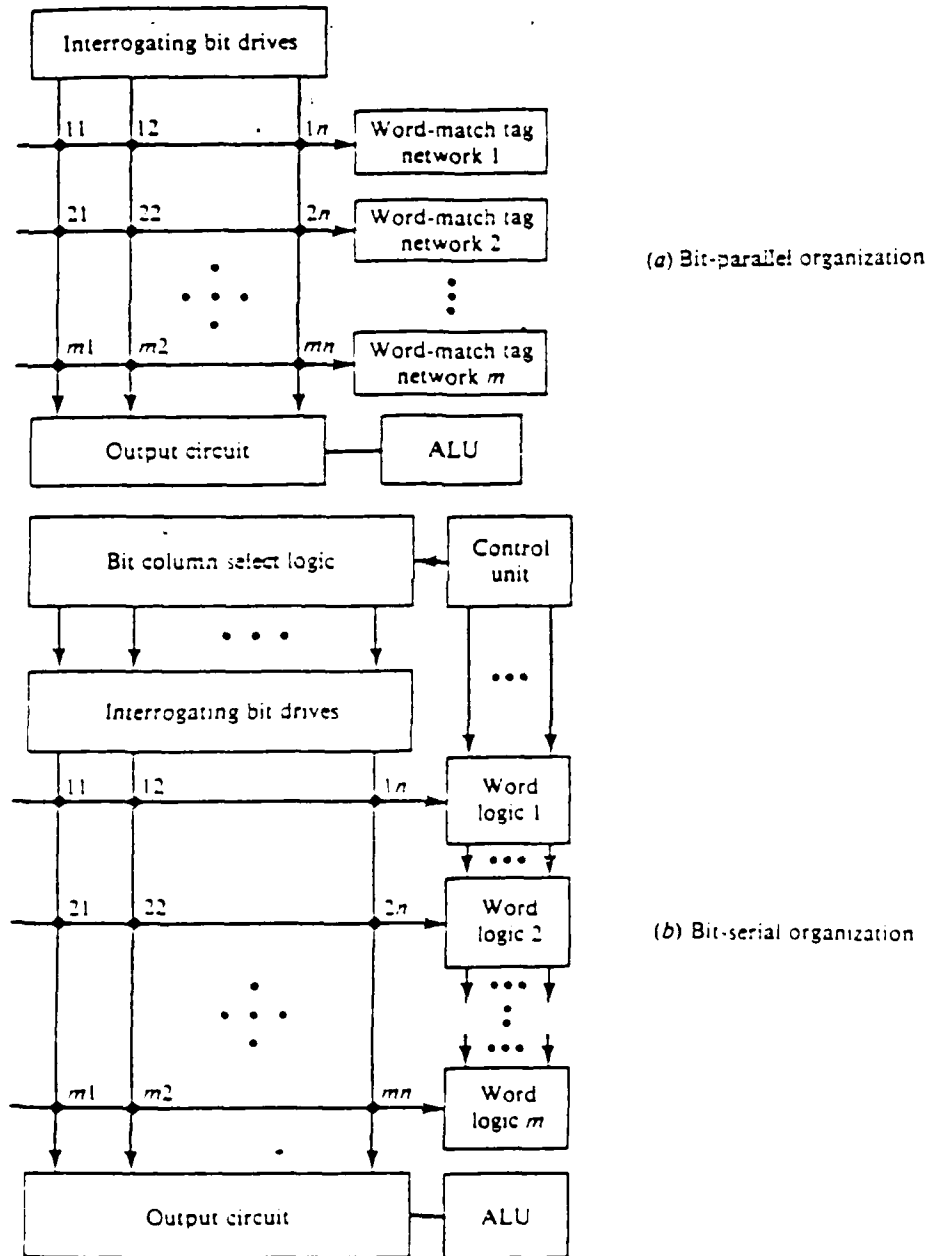 Interrogating bit drives
11 12 1n
Word-match tag
network 1
21 22 2n
Word-match tag
network 2
(a) Bit-parallel organization
m1 m2 mn
Word-match tag
network m
Output circuit
ALU
Bit column select logic
Control
unit
Interrogating bit drives
11 12 1n
Word
logic 1
21 22 2n
Word
logic 2
(b) Bit-serial organization
m1 m2 mn
Word
logic m
Output circuit
ALU